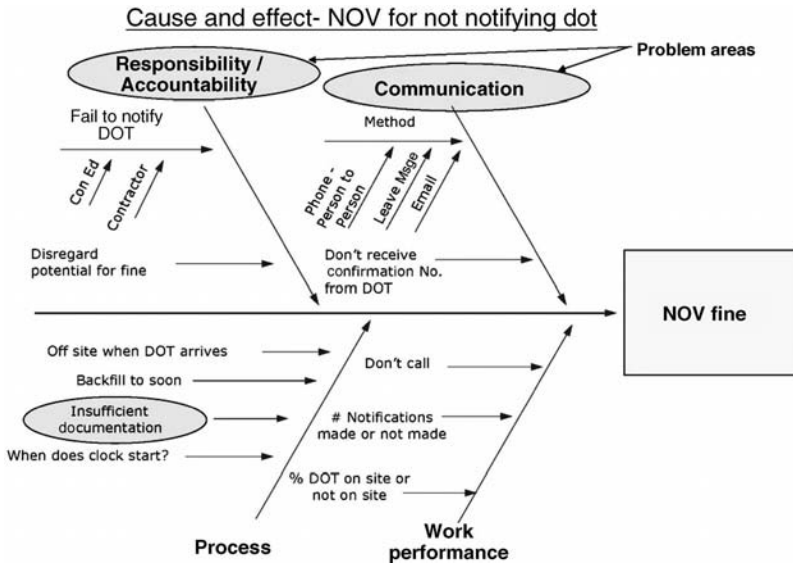 Cause and effect- NOV for not notifying dot
Problem areas
Responsibility /
Accountability
Communication
Fail to notify
DOT
Con Ed
Contractor
Disregard
potential for fine
Method
Phone -
Person to
Person
Leave Msge
Email
Don't receive
confirmation No.
from DOT
NOV fine
Off site when DOT arrives
Backfill to soon
Insufficient
documentation
When does clock start?
Process
Don't call
# Notifications
made or not made
% DOT on site or
not on site
Work
performance